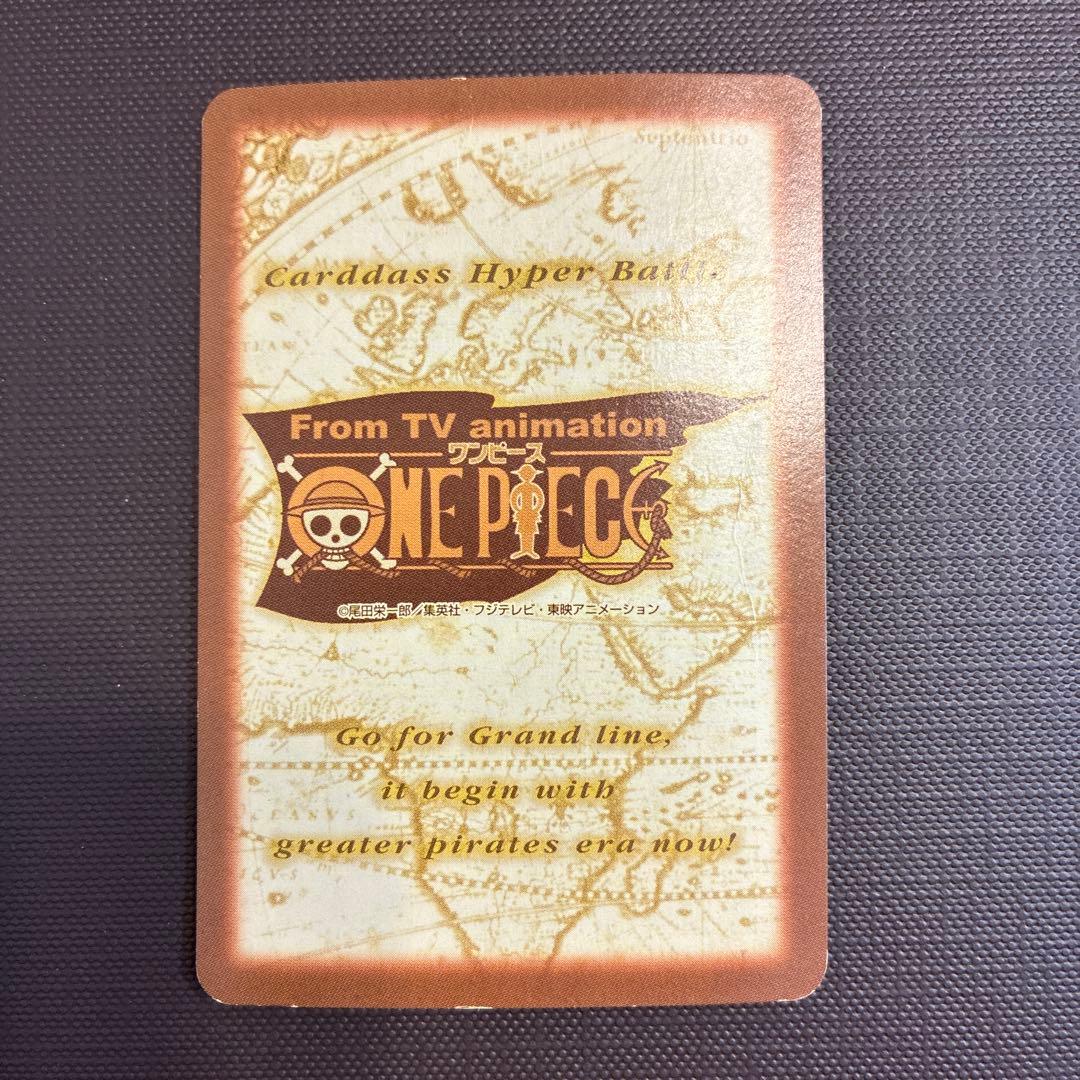 Septentrio
Carddass Hyper Battle
From TV animation
ワンピース
ONE PIECE
©尾田栄一郎／集英社・フジテレビ・東映アニメーション
Go for Grand line,
it begin with
greater pirates era now!